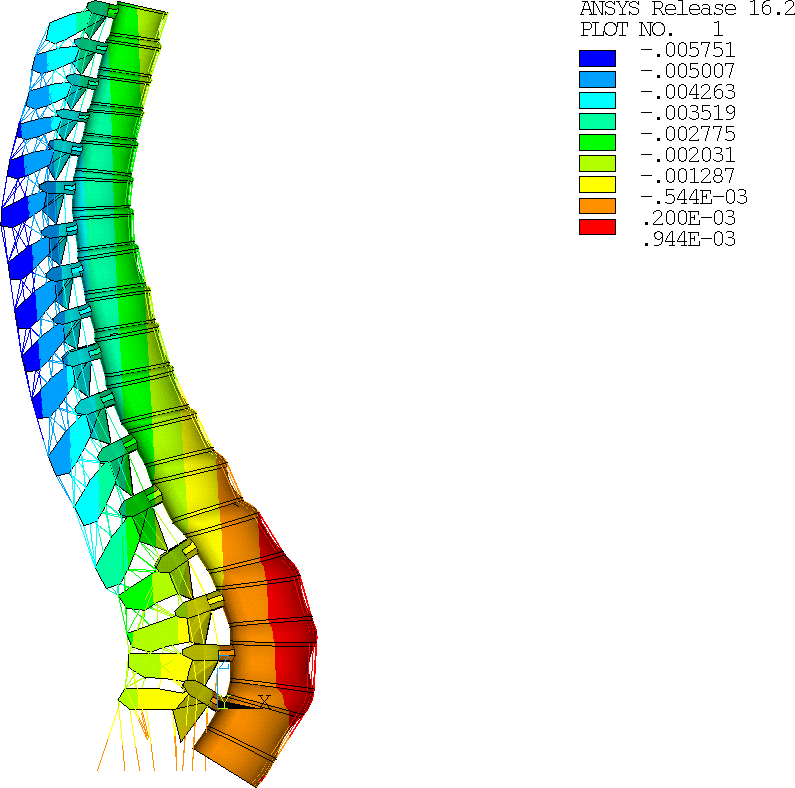 ANSYS Release 16.2
PLOT NO.   1
-.005751
-.005007
-.004263
-.003519
-.002775
-.002031
-.001287
-.544E-03
.200E-03
.944E-03
Z
Y
X